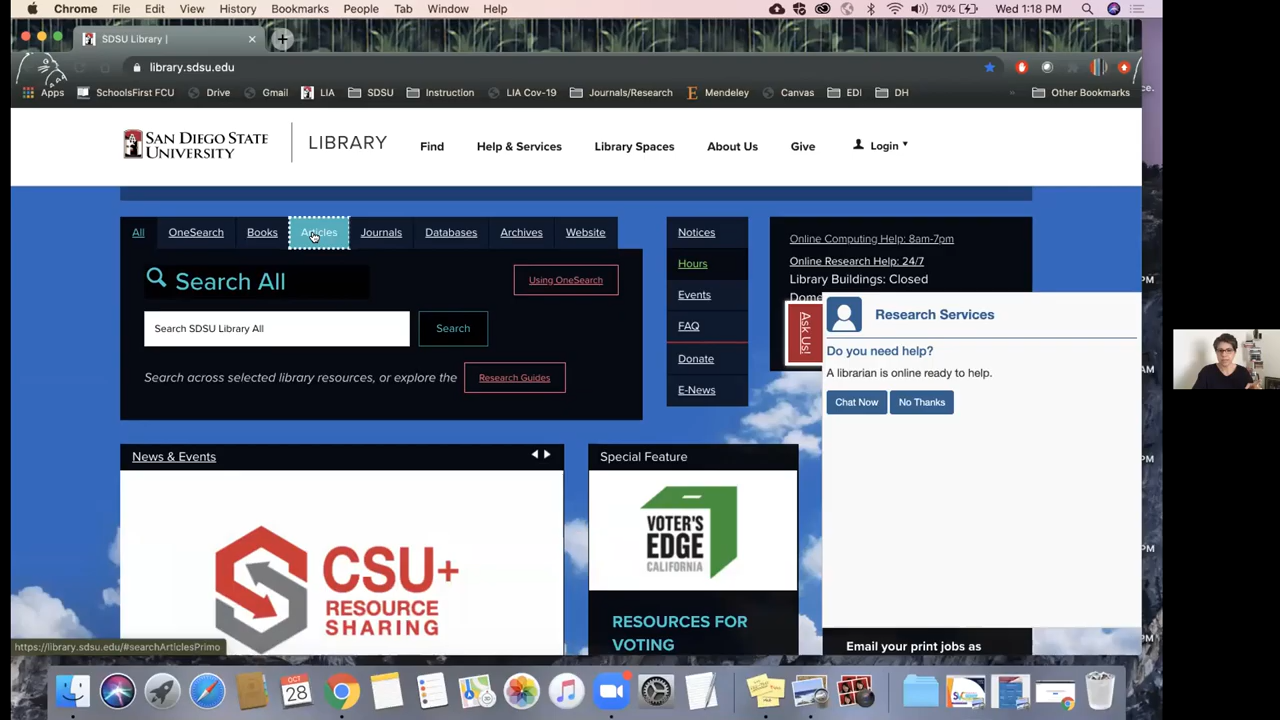 Chrome File Edit View History Bookmarks People Tab Window Help 70% Wed 1:18 PM
SDSU Library |
library.sdsu.edu
Apps SchoolsFirst FCU Drive Gmail LIA SDSU Instruction LIA Cov-19 Journals/Research Mendeley Canvas EDI DH » Other Bookmarks
SAN DIEGO STATE
UNIVERSITY
LIBRARY
Find Help & Services Library Spaces About Us Give Login
All OneSearch Books Articles Journals Databases Archives Website
Search All
Using OneSearch
Search SDSU Library All
Search
Search across selected library resources, or explore the Research Guides
Notices
Hours
Events
FAQ
Donate
E-News
Online Computing Help: 8am-7pm
Online Research Help: 24/7
Library Buildings: Closed
Ask Us!
Research Services
Do you need help?
A librarian is online ready to help.
Chat Now No Thanks
News & Events
CSU+
RESOURCE
SHARING
Special Feature
VOTER'S
EDGE
CALIFORNIA
RESOURCES FOR
VOTING
Email your print jobs as
https://library.sdsu.edu/#searchArticlesPrimo
OCT
28